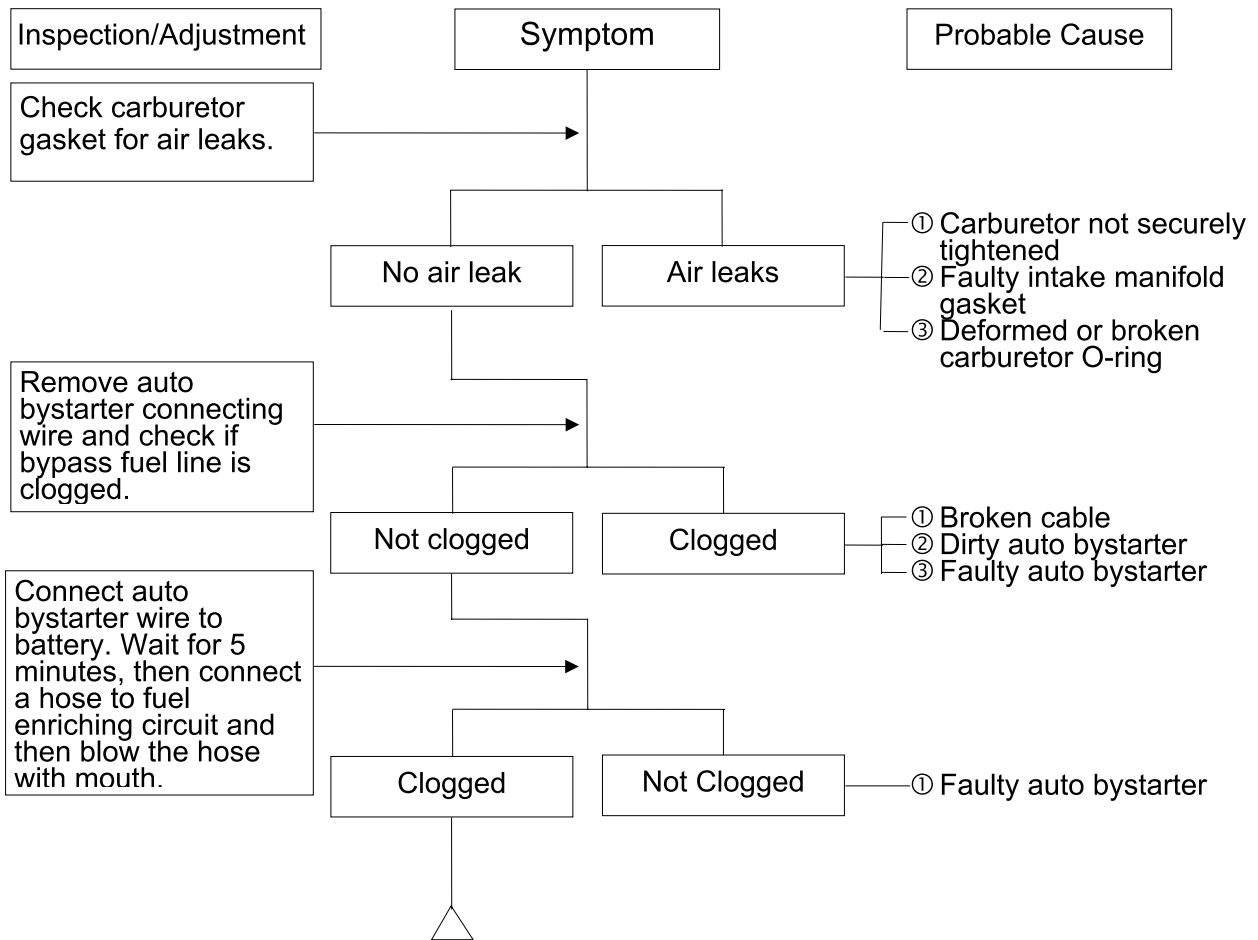 Inspection/Adjustment
Symptom
Probable Cause
Check carburetor
gasket for air leaks.
No air leak
Air leaks
① Carburetor not securely
tightened
② Faulty intake manifold
gasket
③ Deformed or broken
carburetor O-ring
Remove auto
bystarter connecting
wire and check if
bypass fuel line is
clogged.
Not clogged
Clogged
① Broken cable
② Dirty auto bystarter
③ Faulty auto bystarter
Connect auto
bystarter wire to
battery. Wait for 5
minutes, then connect
a hose to fuel
enriching circuit and
then blow the hose
with mouth.
Clogged
Not Clogged
① Faulty auto bystarter